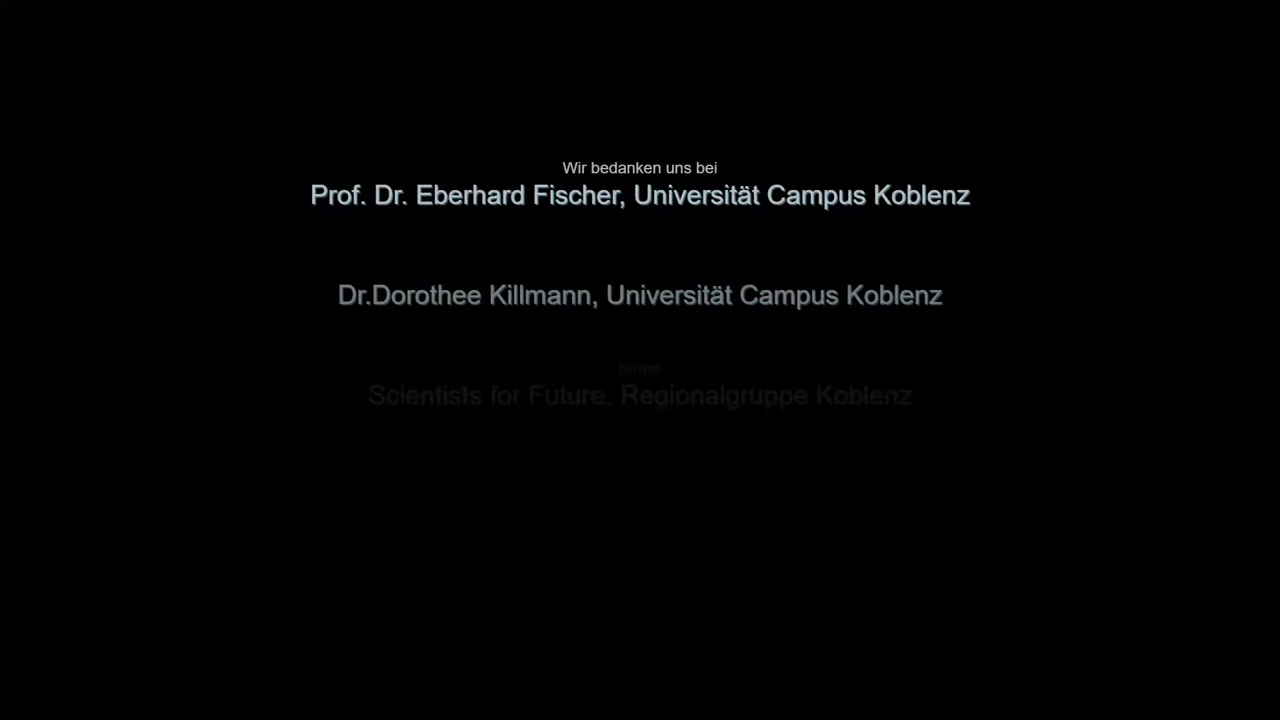 Wir bedanken uns bei
Prof. Dr. Eberhard Fischer, Universität Campus Koblenz
Dr.Dorothee Killmann, Universität Campus Koblenz
sowie
Scientists for Future. Regionalgruppe Koblenz